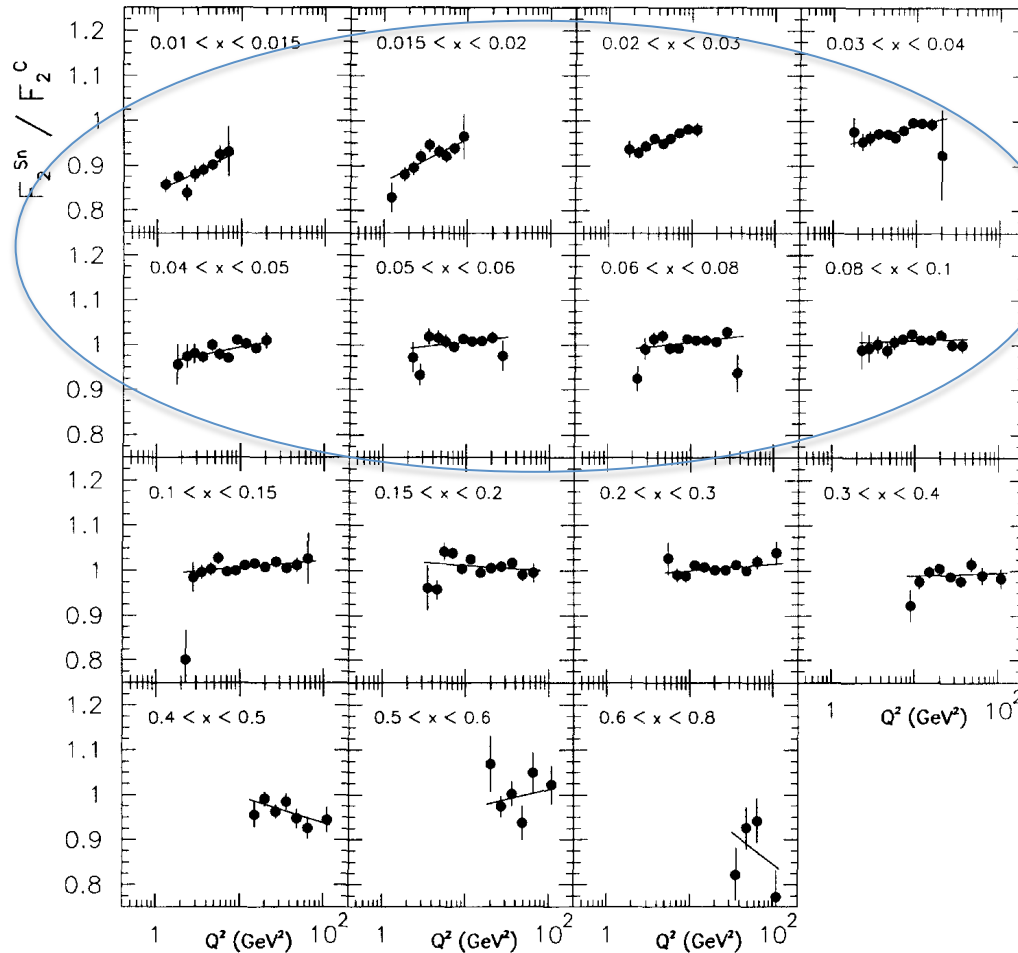 F₂^Sn / F₂^C
1.2
1.1
1
0.9
0.8
0.01 < x < 0.015
0.015 < x < 0.02
0.02 < x < 0.03
0.03 < x < 0.04
1.2
1.1
1
0.9
0.8
0.04 < x < 0.05
0.05 < x < 0.06
0.06 < x < 0.08
0.08 < x < 0.1
1.2
1.1
1
0.9
0.8
0.1 < x < 0.15
0.15 < x < 0.2
0.2 < x < 0.3
0.3 < x < 0.4
1.2
1.1
1
0.9
0.8
0.4 < x < 0.5
0.5 < x < 0.6
0.6 < x < 0.8
1 10²
Q² (GeV²)
1 Q² (GeV²) 10²
1 Q² (GeV²) 10²
1 Q² (GeV²) 10²